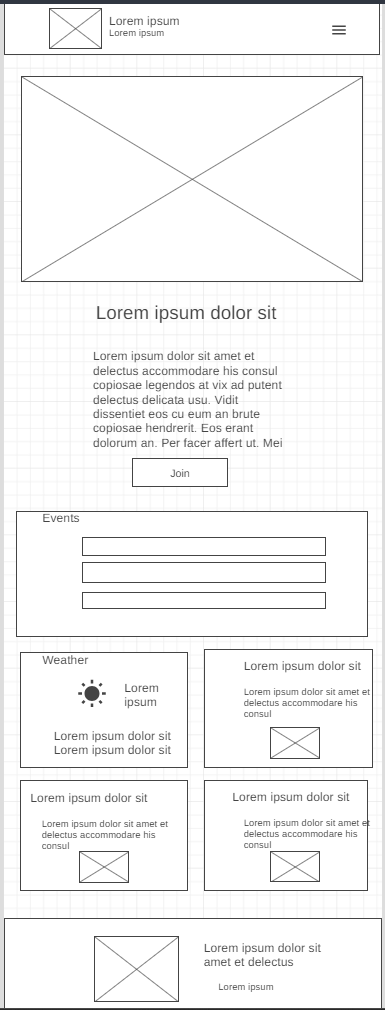 Lorem ipsum
Lorem ipsum
Lorem ipsum dolor sit
Lorem ipsum dolor sit amet et
delectus accommodare his consul
copiosae legendos at vix ad putent
delectus delicata usu. Vidit
dissentiet eos cu eum an brute
copiosae hendrerit. Eos erant
dolorum an. Per facer affert ut. Mei
Join
Events
Weather
Lorem
ipsum
Lorem ipsum dolor sit
Lorem ipsum dolor sit
Lorem ipsum dolor sit
Lorem ipsum dolor sit amet et
delectus accommodare his
consul
Lorem ipsum dolor sit
Lorem ipsum dolor sit amet et
delectus accommodare his
consul
Lorem ipsum dolor sit
Lorem ipsum dolor sit amet et
delectus accommodare his
consul
Lorem ipsum dolor sit
amet et delectus
Lorem ipsum